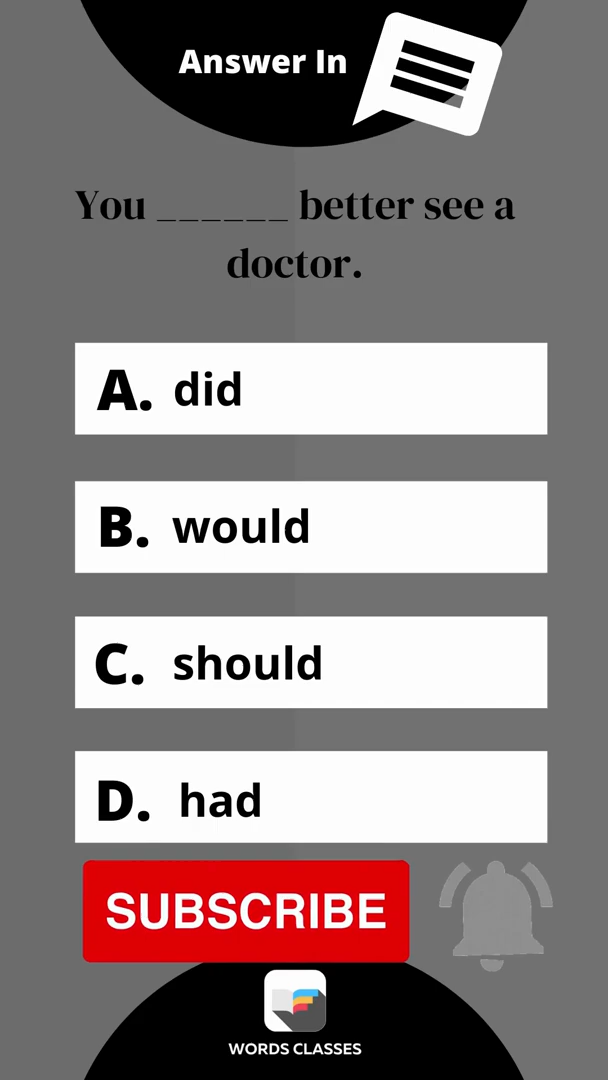 Answer In
You ______ better see a
doctor.
A. did
B. would
C. should
D. had
SUBSCRIBE
WORDS CLASSES